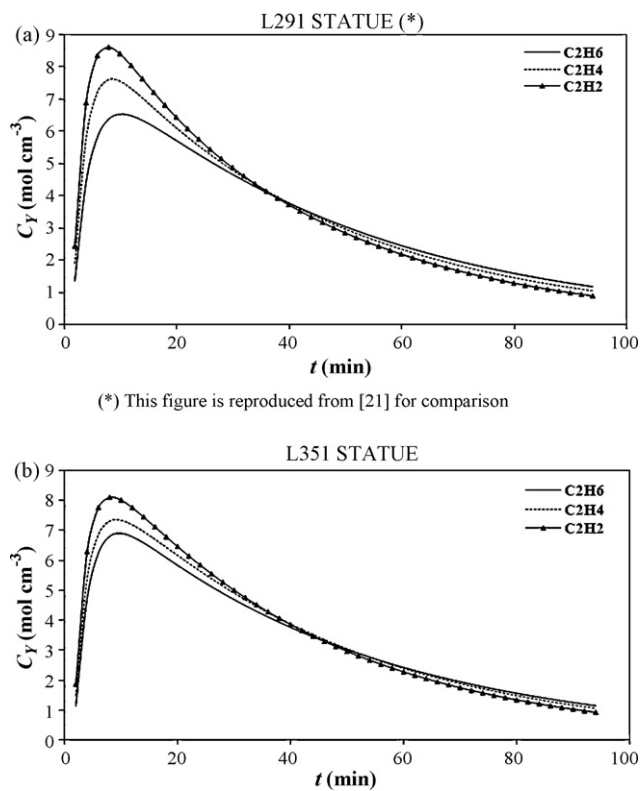 L291 STATUE (*)
(a)
9
8
7
6
5
4
3
2
1
0
C_Y (mol cm⁻³)
C2H6
C2H4
C2H2
0 20 40 60 80 100
t (min)
(*) This figure is reproduced from [21] for comparison
L351 STATUE
(b)
9
8
7
6
5
4
3
2
1
0
C_Y (mol cm⁻³)
C2H6
C2H4
C2H2
0 20 40 60 80 100
t (min)